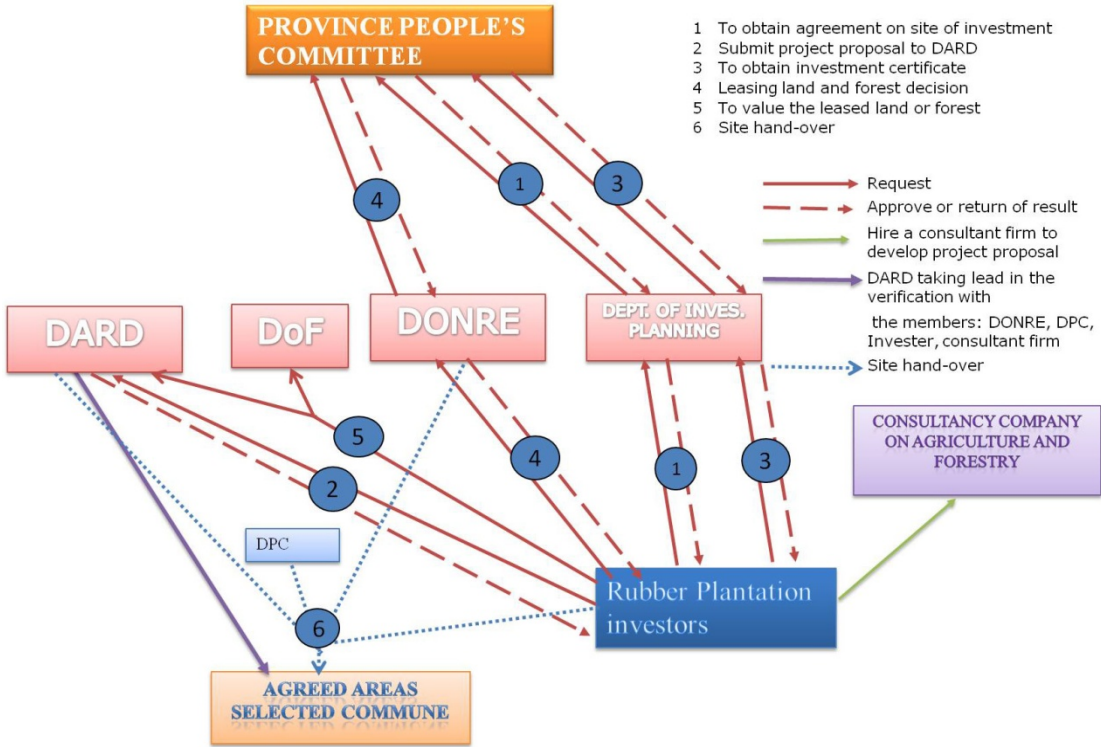 PROVINCE PEOPLE'S
COMMITTEE
1 To obtain agreement on site of investment
2 Submit project proposal to DARD
3 To obtain investment certificate
4 Leasing land and forest decision
5 To value the leased land or forest
6 Site hand-over
Request
Approve or return of result
Hire a consultant firm to
develop project proposal
DARD taking lead in the
verification with
the members: DONRE, DPC,
Invester, consultant firm
Site hand-over
4
1
3
DARD
DoF
DONRE
DEPT. OF INVES.
PLANNING
CONSULTANCY COMPANY
ON AGRICULTURE AND
FORESTRY
5
4
1
3
2
DPC
Rubber Plantation
investors
6
AGREED AREAS
SELECTED COMMUNE